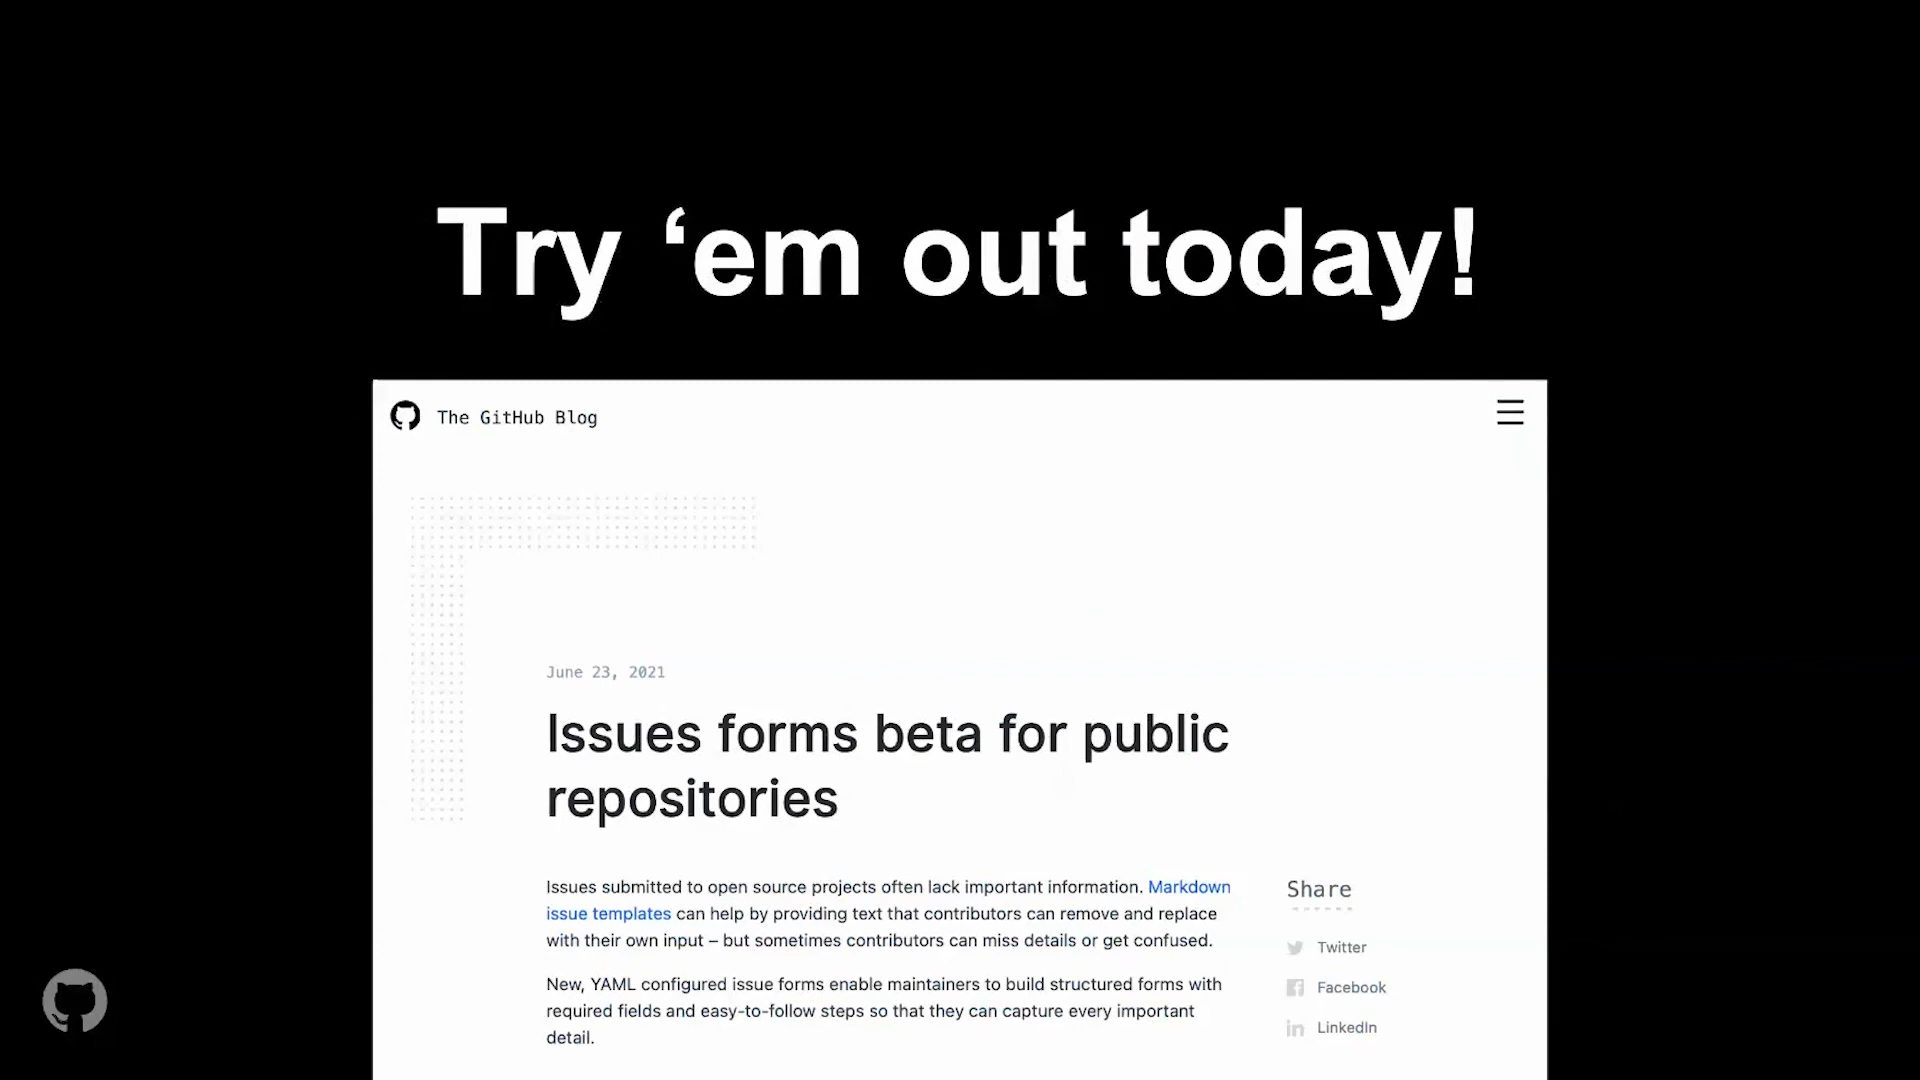 Try ‘em out today!
The GitHub Blog
June 23, 2021
Issues forms beta for public
repositories
Issues submitted to open source projects often lack important information. Markdown
issue templates can help by providing text that contributors can remove and replace
with their own input – but sometimes contributors can miss details or get confused.
New, YAML configured issue forms enable maintainers to build structured forms with
required fields and easy-to-follow steps so that they can capture every important
detail.
Share
Twitter
Facebook
LinkedIn